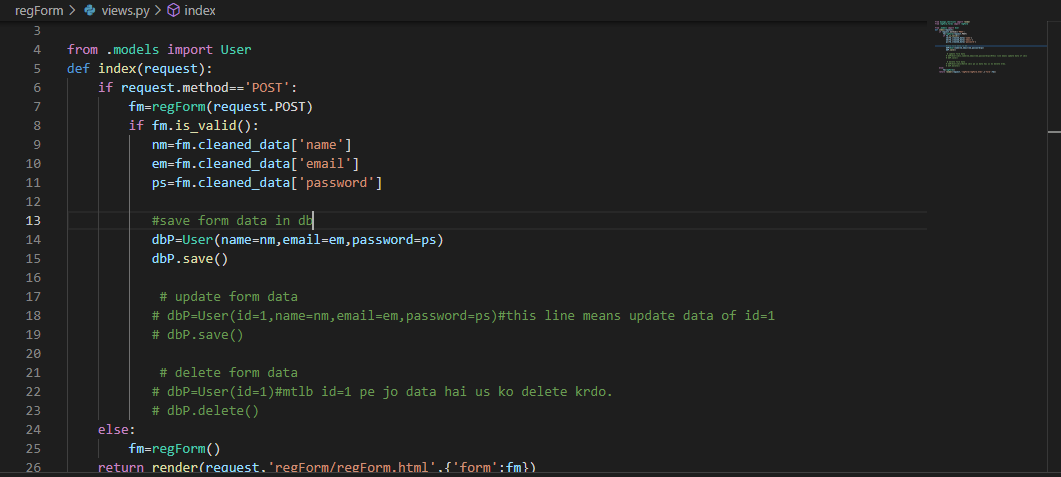 regForm > views.py > index
3
4 from .models import User
5 def index(request):
6     if request.method=='POST':
7         fm=regForm(request.POST)
8         if fm.is_valid():
9            nm=fm.cleaned_data['name']
10            em=fm.cleaned_data['email']
11            ps=fm.cleaned_data['password']
12
13            #save form data in db
14            dbP=User(name=nm,email=em,password=ps)
15            dbP.save()
16
17             # update form data
18            # dbP=User(id=1,name=nm,email=em,password=ps)#this line means update data of id=1
19            # dbP.save()
20
21             # delete form data
22            # dbP=User(id=1)#mtlb id=1 pe jo data hai us ko delete krdo.
23            # dbP.delete()
24     else:
25         fm=regForm()
26     return render(request,'regForm/regForm.html',{'form':fm})